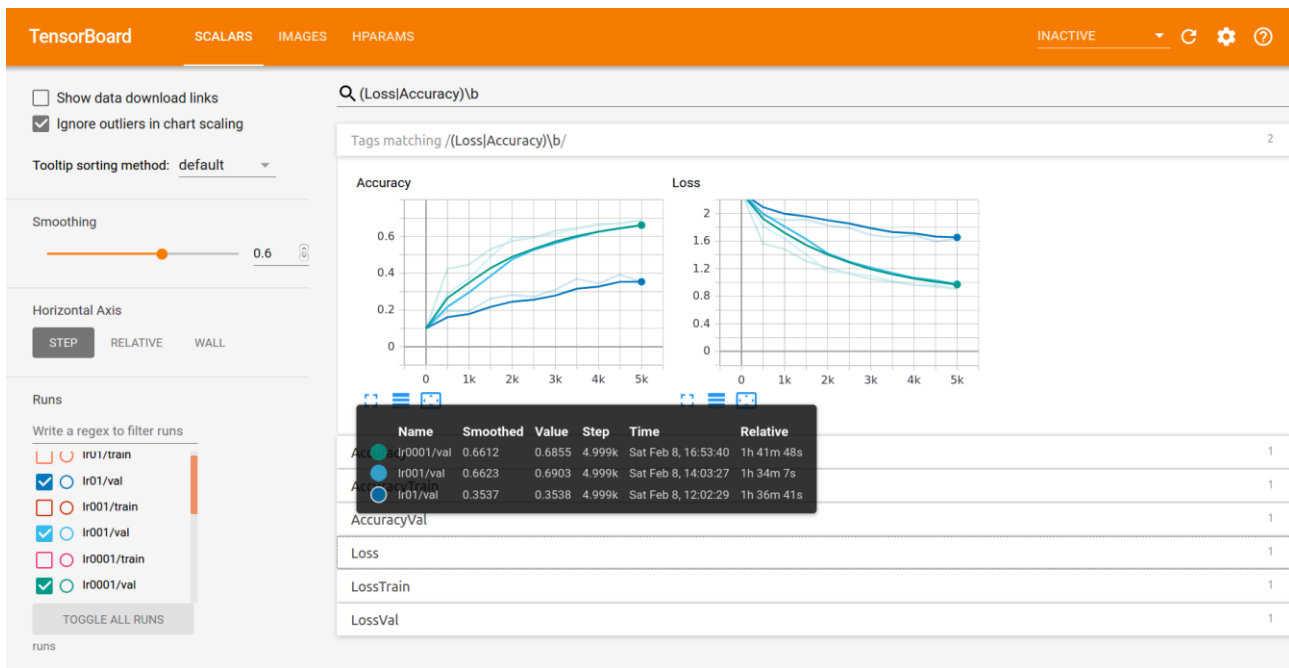 TensorBoard SCALARS IMAGES HPARAMS INACTIVE
Show data download links
Ignore outliers in chart scaling
Tooltip sorting method: default
Smoothing
0.6
Horizontal Axis
STEP RELATIVE WALL
Runs
Write a regex to filter runs
lr01/train
lr01/val
lr001/train
lr001/val
lr0001/train
lr0001/val
TOGGLE ALL RUNS
runs
(Loss|Accuracy)\b
Tags matching /(Loss|Accuracy)\b/ 2
Accuracy
0.6
0.4
0.2
0
0 1k 2k 3k 4k 5k
Loss
2
1.6
1.2
0.8
0.4
0
0 1k 2k 3k 4k 5k
Name Smoothed Value Step Time Relative
lr0001/val 0.6612 0.6855 4.999k Sat Feb 8, 16:53:40 1h 41m 48s
lr001/val 0.6623 0.6903 4.999k Sat Feb 8, 14:03:27 1h 34m 7s
lr01/val 0.3537 0.3538 4.999k Sat Feb 8, 12:02:29 1h 36m 41s
Accuracy 1
AccuracyTrain 1
AccuracyVal 1
Loss 1
LossTrain 1
LossVal 1